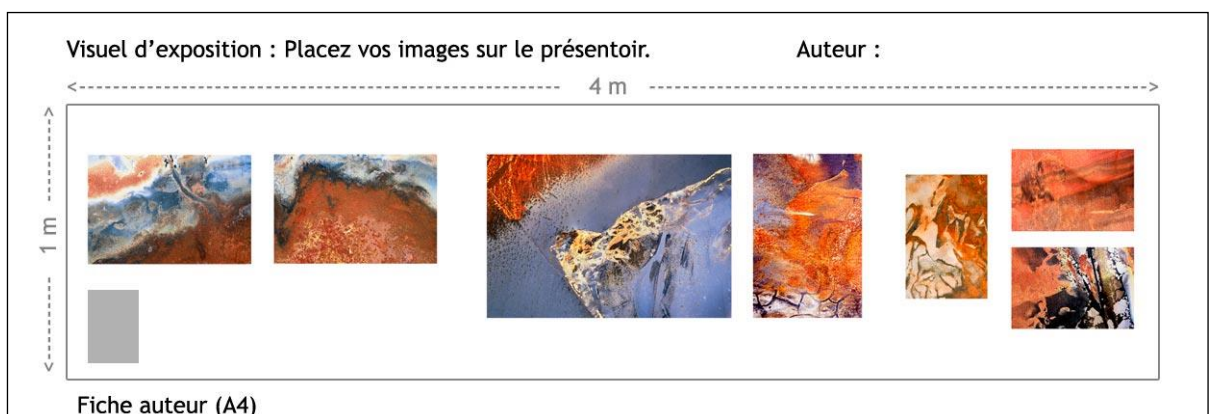 Visuel d’exposition : Placez vos images sur le présentoir. Auteur :
4 m
1 m
Fiche auteur (A4)